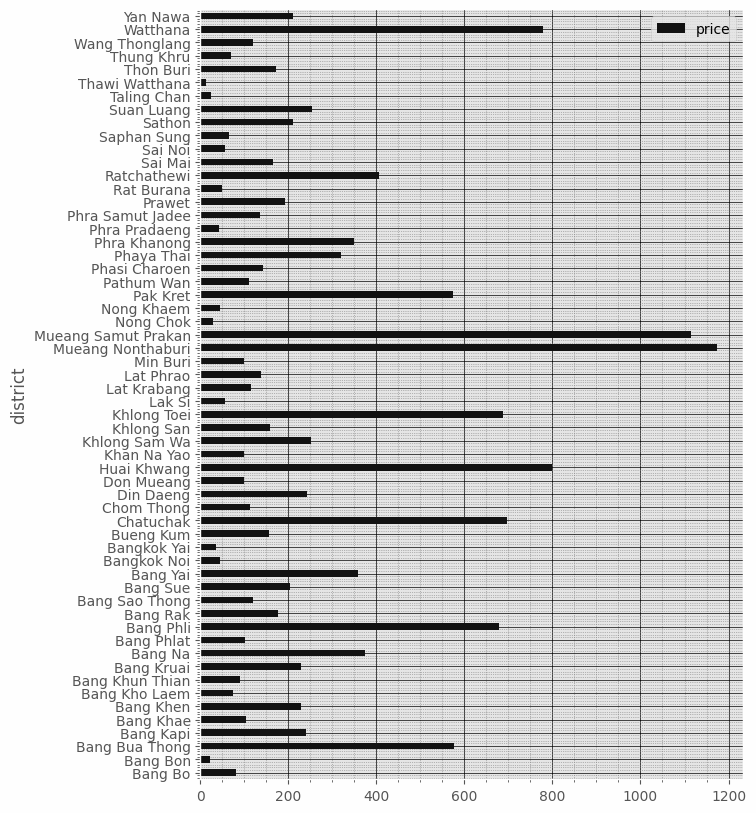 Yan Nawa
Watthana
Wang Thonglang
Thung Khru
Thon Buri
Thawi Watthana
Taling Chan
Suan Luang
Sathon
Saphan Sung
Sai Noi
Sai Mai
Ratchathewi
Rat Burana
Prawet
Phra Samut Jadee
Phra Pradaeng
Phra Khanong
Phaya Thai
Phasi Charoen
Pathum Wan
Pak Kret
Nong Khaem
Nong Chok
Mueang Samut Prakan
Mueang Nonthaburi
Min Buri
Lat Phrao
Lat Krabang
Lak Si
Khlong Toei
Khlong San
Khlong Sam Wa
Khan Na Yao
Huai Khwang
Don Mueang
Din Daeng
Chom Thong
Chatuchak
Bueng Kum
Bangkok Yai
Bangkok Noi
Bang Yai
Bang Sue
Bang Sao Thong
Bang Rak
Bang Phli
Bang Phlat
Bang Na
Bang Kruai
Bang Khun Thian
Bang Kho Laem
Bang Khen
Bang Khae
Bang Kapi
Bang Bua Thong
Bang Bon
Bang Bo
district
price
0 200 400 600 800 1000 1200